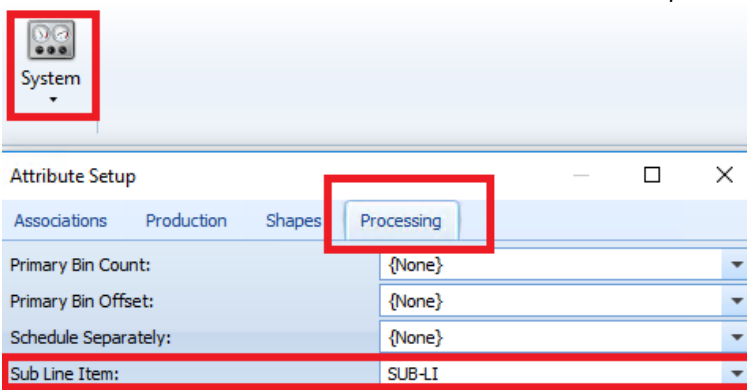 System
Attribute Setup
Associations Production Shapes Processing
Primary Bin Count: {None}
Primary Bin Offset: {None}
Schedule Separately: {None}
Sub Line Item: SUB-LI